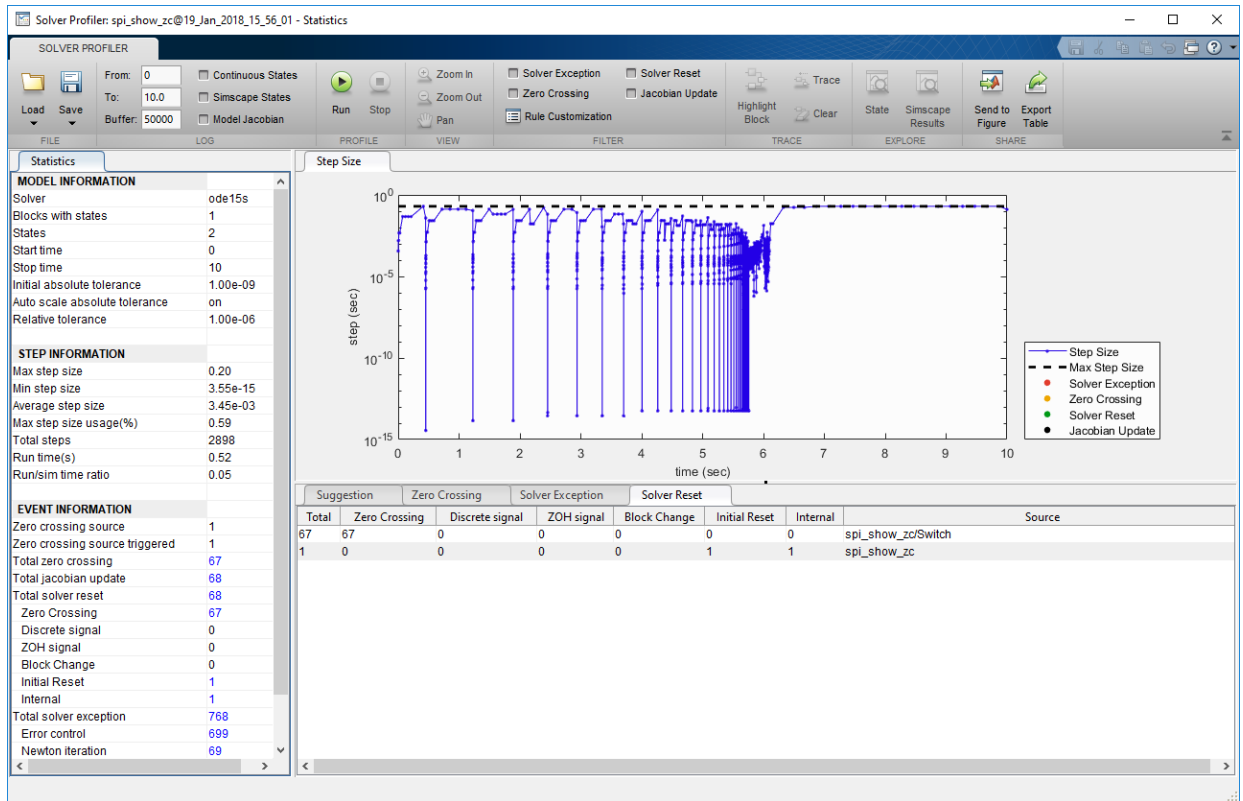 Solver Profiler: spi_show_zc@19_Jan_2018_15_56_01 - Statistics
SOLVER PROFILER
Load
Save
From: 0
To: 10.0
Buffer: 50000
Continuous States
Simscape States
Model Jacobian
Run
Stop
Zoom In
Zoom Out
Pan
Solver Exception
Solver Reset
Zero Crossing
Jacobian Update
Rule Customization
Highlight
Block
Trace
Clear
State
Simscape
Results
Send to
Figure
Export
Table
FILE LOG PROFILE VIEW FILTER TRACE EXPLORE SHARE
Statistics
MODEL INFORMATION
Solver ode15s
Blocks with states 1
States 2
Start time 0
Stop time 10
Initial absolute tolerance 1.00e-09
Auto scale absolute tolerance on
Relative tolerance 1.00e-06
STEP INFORMATION
Max step size 0.20
Min step size 3.55e-15
Average step size 3.45e-03
Max step size usage(%) 0.59
Total steps 2898
Run time(s) 0.52
Run/sim time ratio 0.05
EVENT INFORMATION
Zero crossing source 1
Zero crossing source triggered 1
Total zero crossing 67
Total jacobian update 68
Total solver reset 68
Zero Crossing 67
Discrete signal 0
ZOH signal 0
Block Change 0
Initial Reset 1
Internal 1
Total solver exception 768
Error control 699
Newton iteration 69
Step Size
10^0
10^-5
10^-10
10^-15
step (sec)
0 1 2 3 4 5 6 7 8 9 10
time (sec)
Step Size
Max Step Size
Solver Exception
Zero Crossing
Solver Reset
Jacobian Update
Suggestion Zero Crossing Solver Exception Solver Reset
Total Zero Crossing Discrete signal ZOH signal Block Change Initial Reset Internal Source
67 67 0 0 0 0 0 spi_show_zc/Switch
1 0 0 0 0 1 1 spi_show_zc